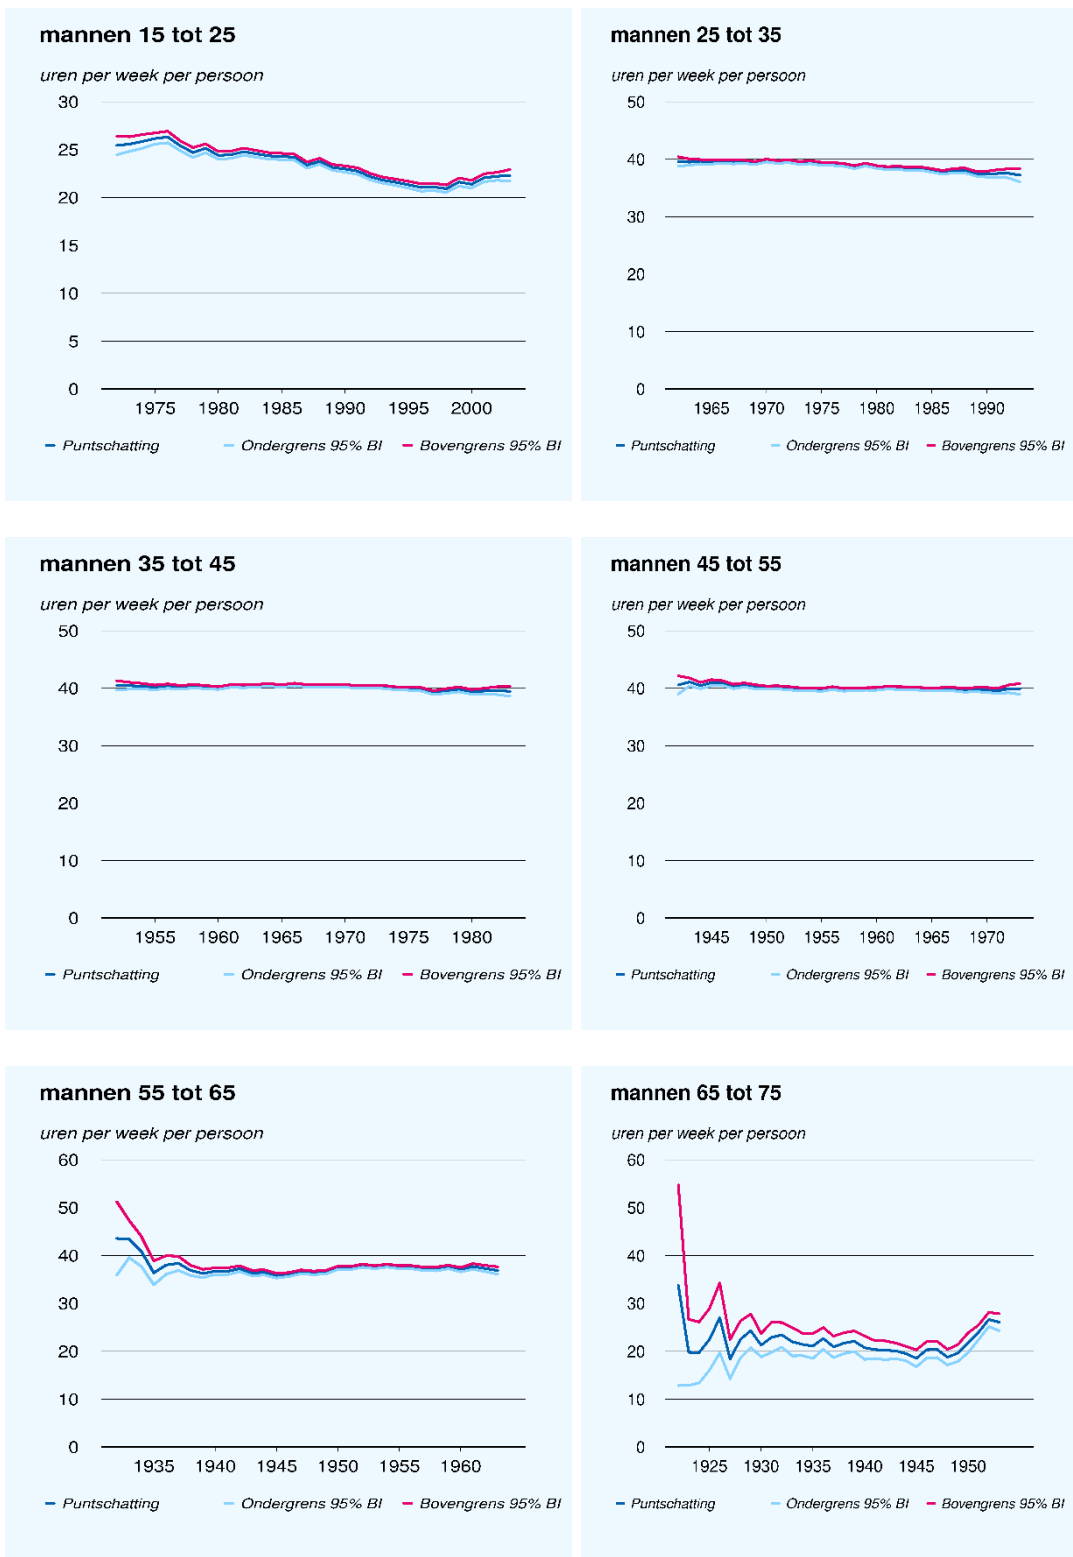 mannen 15 tot 25
uren per week per persoon
30
25
20
15
10
5
0
1975 1980 1985 1990 1995 2000
Puntschatting Ondergrens 95% BI Bovengrens 95% BI
mannen 25 tot 35
uren per week per persoon
50
40
30
20
10
0
1965 1970 1975 1980 1985 1990
Puntschatting Ondergrens 95% BI Bovengrens 95% BI
mannen 35 tot 45
uren per week per persoon
50
40
30
20
10
0
1955 1960 1965 1970 1975 1980
Puntschatting Ondergrens 95% BI Bovengrens 95% BI
mannen 45 tot 55
uren per week per persoon
50
40
30
20
10
0
1945 1950 1955 1960 1965 1970
Puntschatting Ondergrens 95% BI Bovengrens 95% BI
mannen 55 tot 65
uren per week per persoon
60
50
40
30
20
10
0
1935 1940 1945 1950 1955 1960
Puntschatting Ondergrens 95% BI Bovengrens 95% BI
mannen 65 tot 75
uren per week per persoon
60
50
40
30
20
10
0
1925 1930 1935 1940 1945 1950
Puntschatting Ondergrens 95% BI Bovengrens 95% BI